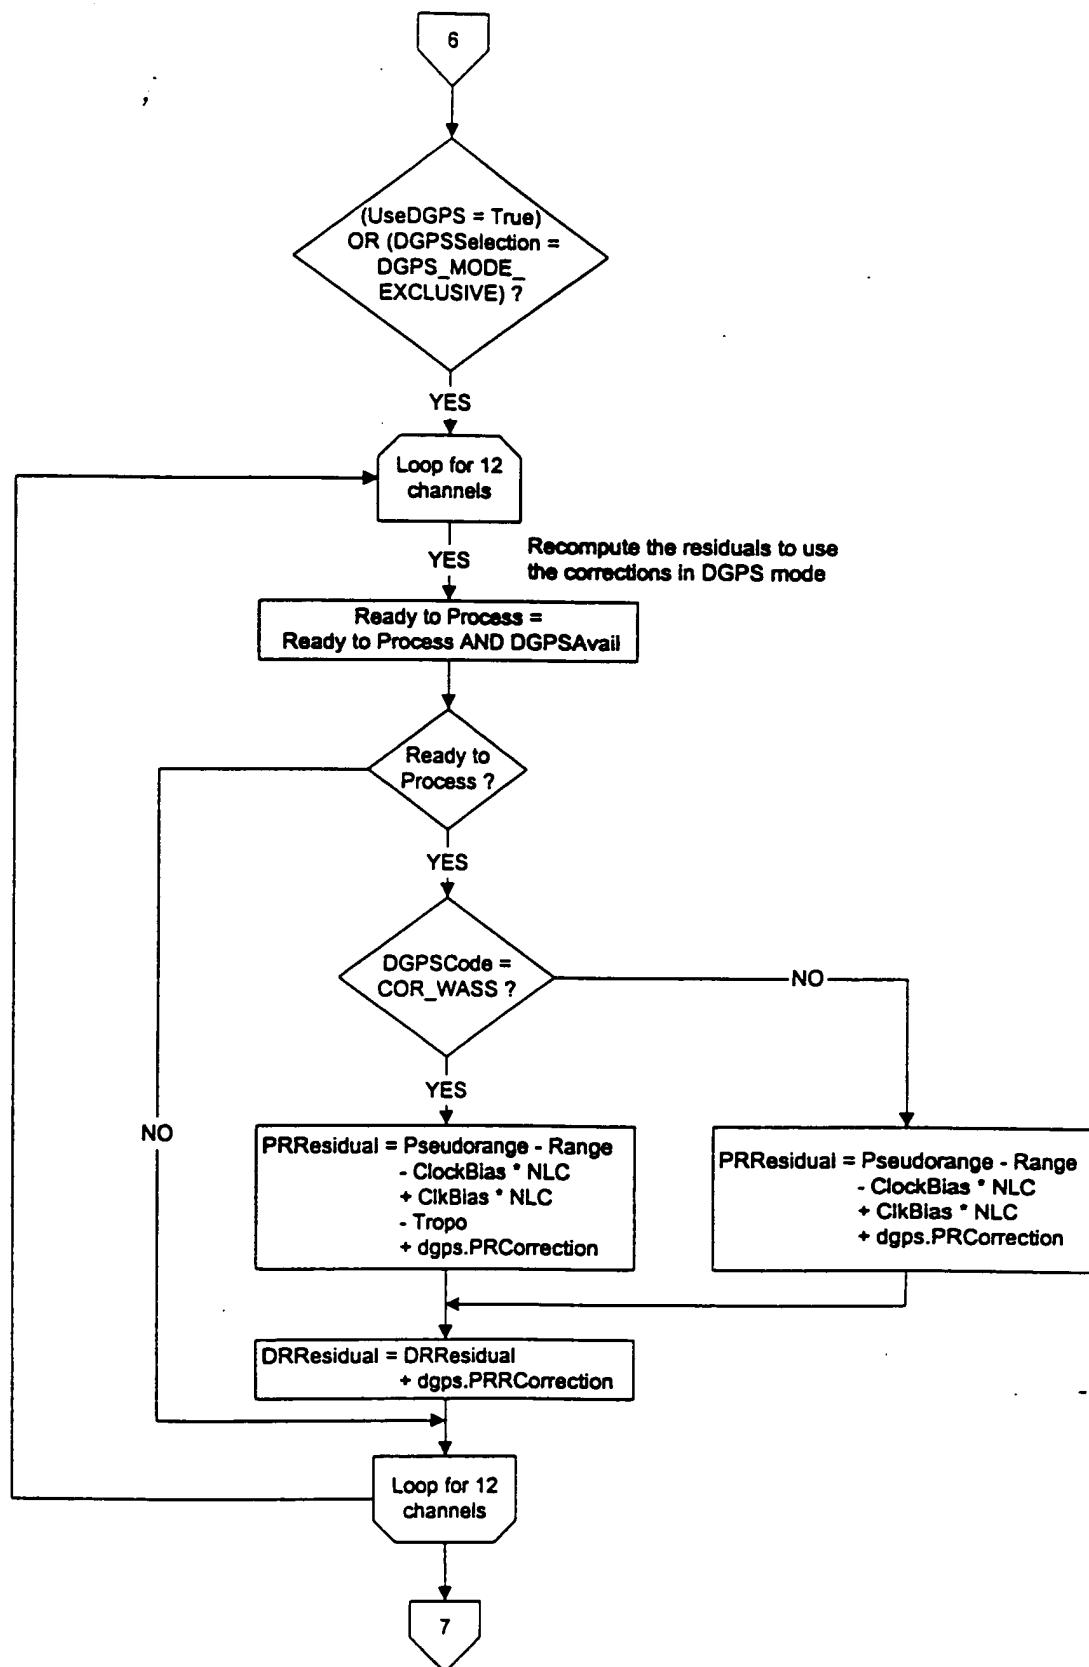 6
(UseDGPS = True)
OR (DGPSSelection =
DGPS_MODE_
EXCLUSIVE) ?
YES
Loop for 12
channels
YES
Recompute the residuals to use
the corrections in DGPS mode
Ready to Process =
Ready to Process AND DGPSAvail
Ready to
Process ?
YES
DGPSCode =
COR_WASS ?
NO
YES
NO
PRResidual = Pseudorange - Range
- ClockBias * NLC
+ ClkBias * NLC
- Tropo
+ dgps.PRCorrection
PRResidual = Pseudorange - Range
- ClockBias * NLC
+ ClkBias * NLC
+ dgps.PRCorrection
DRResidual = DRResidual
+ dgps.PRRCorrection
Loop for 12
channels
7